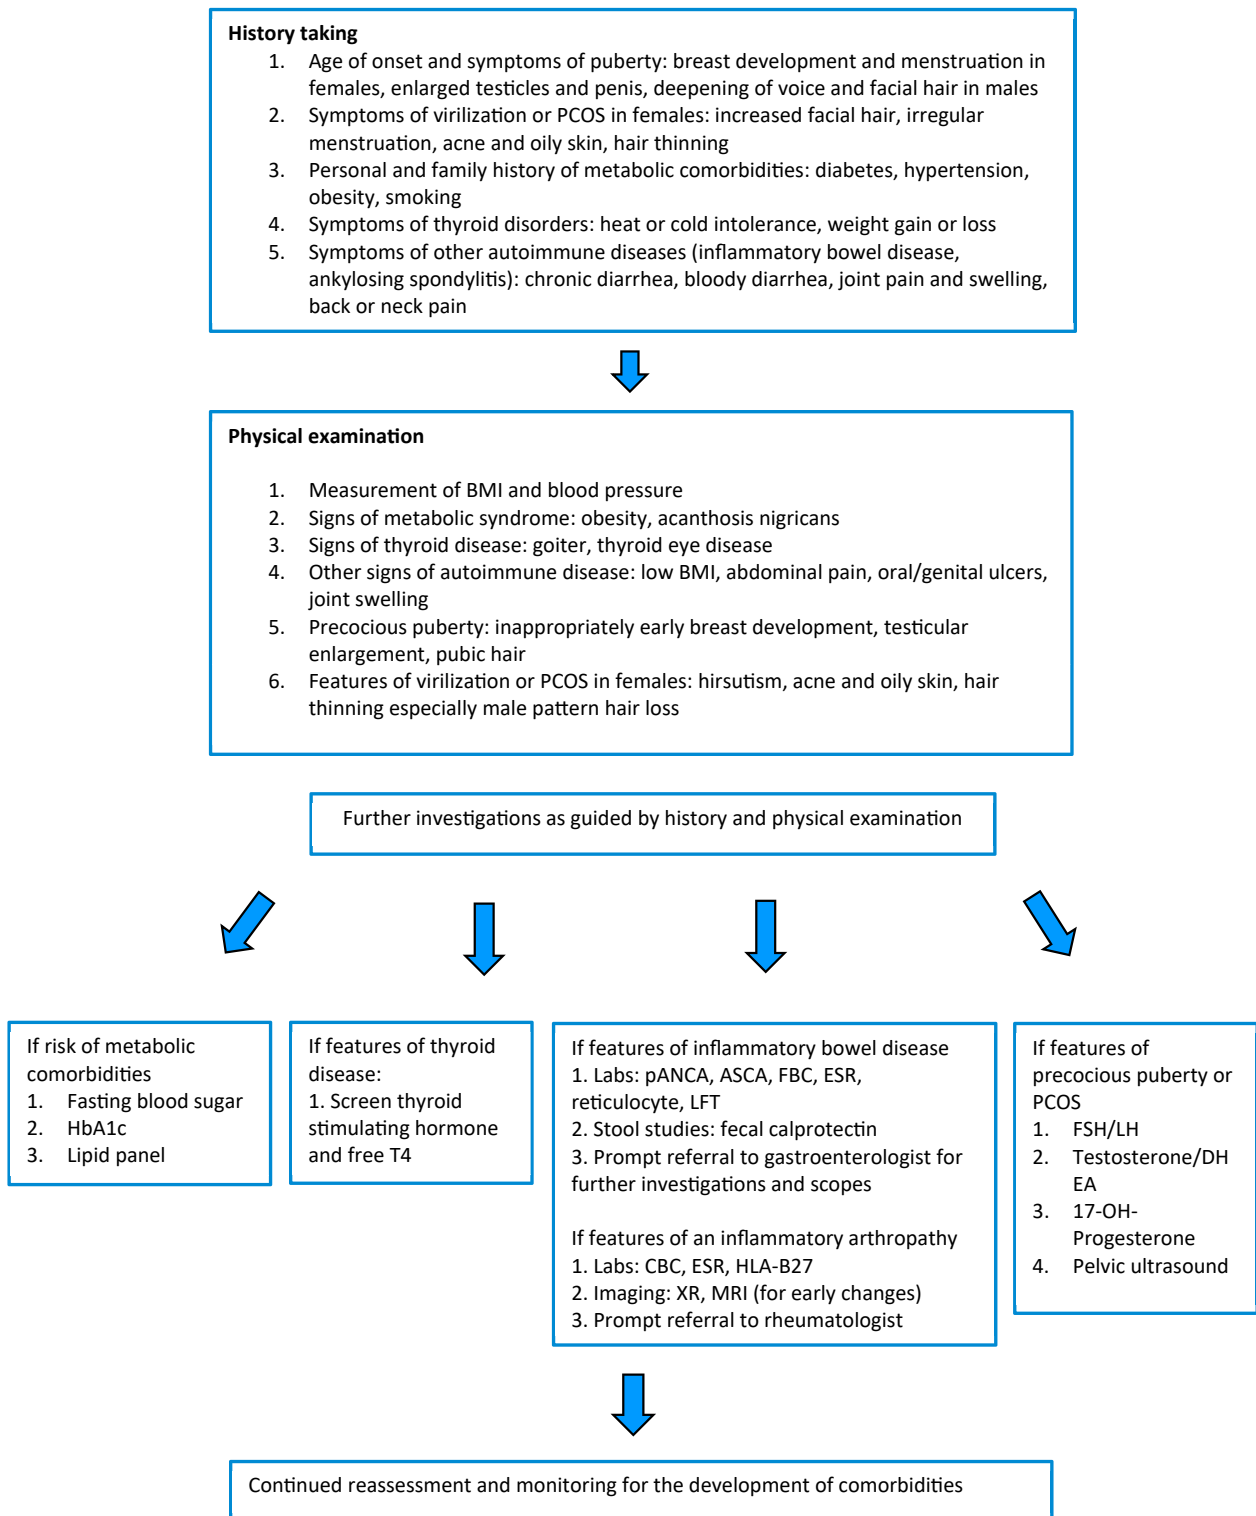 History taking
1. Age of onset and symptoms of puberty: breast development and menstruation in
females, enlarged testicles and penis, deepening of voice and facial hair in males
2. Symptoms of virilization or PCOS in females: increased facial hair, irregular
menstruation, acne and oily skin, hair thinning
3. Personal and family history of metabolic comorbidities: diabetes, hypertension,
obesity, smoking
4. Symptoms of thyroid disorders: heat or cold intolerance, weight gain or loss
5. Symptoms of other autoimmune diseases (inflammatory bowel disease,
ankylosing spondylitis): chronic diarrhea, bloody diarrhea, joint pain and swelling,
back or neck pain
Physical examination
1. Measurement of BMI and blood pressure
2. Signs of metabolic syndrome: obesity, acanthosis nigricans
3. Signs of thyroid disease: goiter, thyroid eye disease
4. Other signs of autoimmune disease: low BMI, abdominal pain, oral/genital ulcers,
joint swelling
5. Precocious puberty: inappropriately early breast development, testicular
enlargement, pubic hair
6. Features of virilization or PCOS in females: hirsutism, acne and oily skin, hair
thinning especially male pattern hair loss
Further investigations as guided by history and physical examination
If risk of metabolic
comorbidities
1. Fasting blood sugar
2. HbA1c
3. Lipid panel
If features of thyroid
disease:
1. Screen thyroid
stimulating hormone
and free T4
If features of inflammatory bowel disease
1. Labs: pANCA, ASCA, FBC, ESR,
reticulocyte, LFT
2. Stool studies: fecal calprotectin
3. Prompt referral to gastroenterologist for
further investigations and scopes
If features of an inflammatory arthropathy
1. Labs: CBC, ESR, HLA-B27
2. Imaging: XR, MRI (for early changes)
3. Prompt referral to rheumatologist
If features of
precocious puberty or
PCOS
1. FSH/LH
2. Testosterone/DH
EA
3. 17-OH-
Progesterone
4. Pelvic ultrasound
Continued reassessment and monitoring for the development of comorbidities